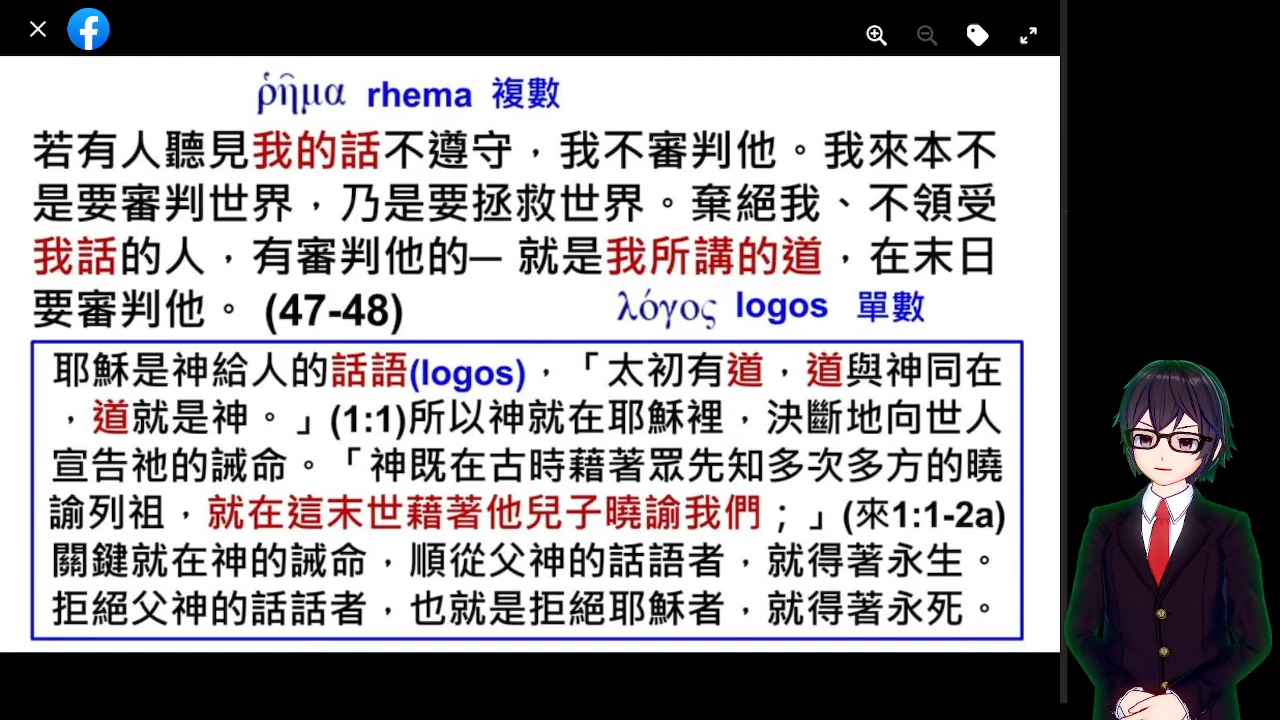 ῥῆμα rhema 複數
若有人聽見我的話不遵守，我不審判他。我來本不
是要審判世界，乃是要拯救世界。棄絕我、不領受
我話的人，有審判他的— 就是我所講的道，在末日
要審判他。(47-48)
λόγος logos 單數
耶穌是神給人的話語(logos)，「太初有道，道與神同在
，道就是神。」(1:1)所以神就在耶穌裡，決斷地向世人
宣告祂的誡命。「神既在古時藉著眾先知多次多方的曉
諭列祖，就在這末世藉著他兒子曉諭我們；」(來1:1-2a)
關鍵就在神的誡命，順從父神的話語者，就得著永生。
拒絕父神的話話者，也就是拒絕耶穌者，就得著永死。